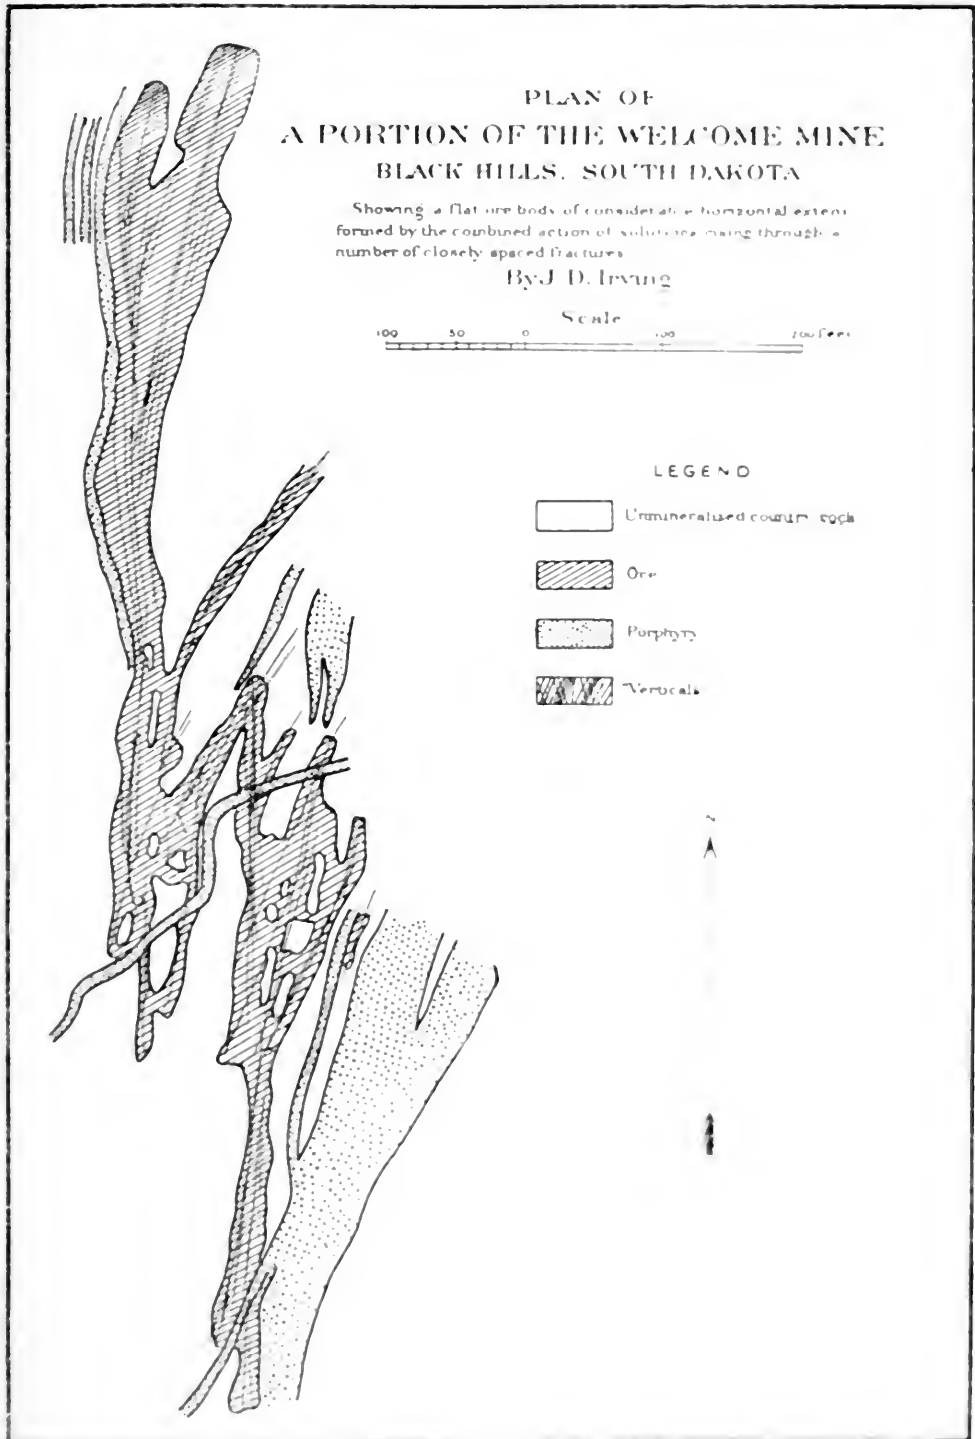 PLAN OF
A PORTION OF THE WELCOME MINE
BLACK HILLS, SOUTH DAKOTA
Showing a flat ore body of considerable horizontal extent
formed by the combined action of solutions rising through a
number of closely spaced fractures
By J. D. Irving
Scale
100 50 0 100 200 feet
LEGEND
Unmineralized country rock
Ore
Porphyry
Verticals
N